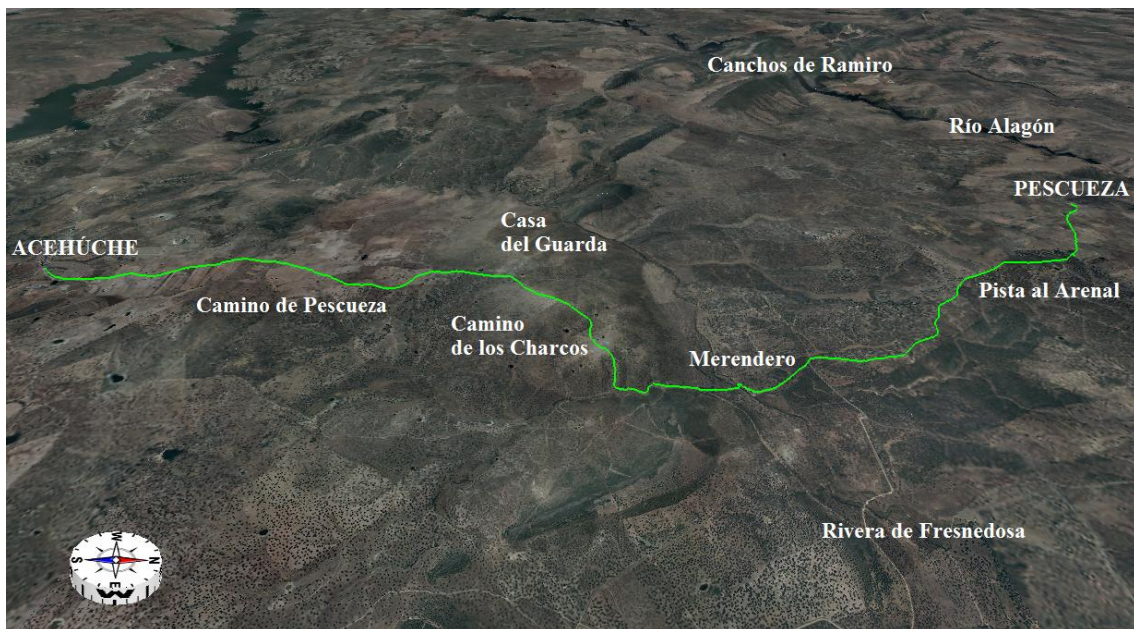 Canchos de Ramiro
Río Alagón
PESCUEZA
Casa
del Guarda
ACEHÚCHE
Pista al Arenal
Camino de Pescueza
Camino
de los Charcos
Merendero
Rivera de Fresnedosa
W
S
N
E